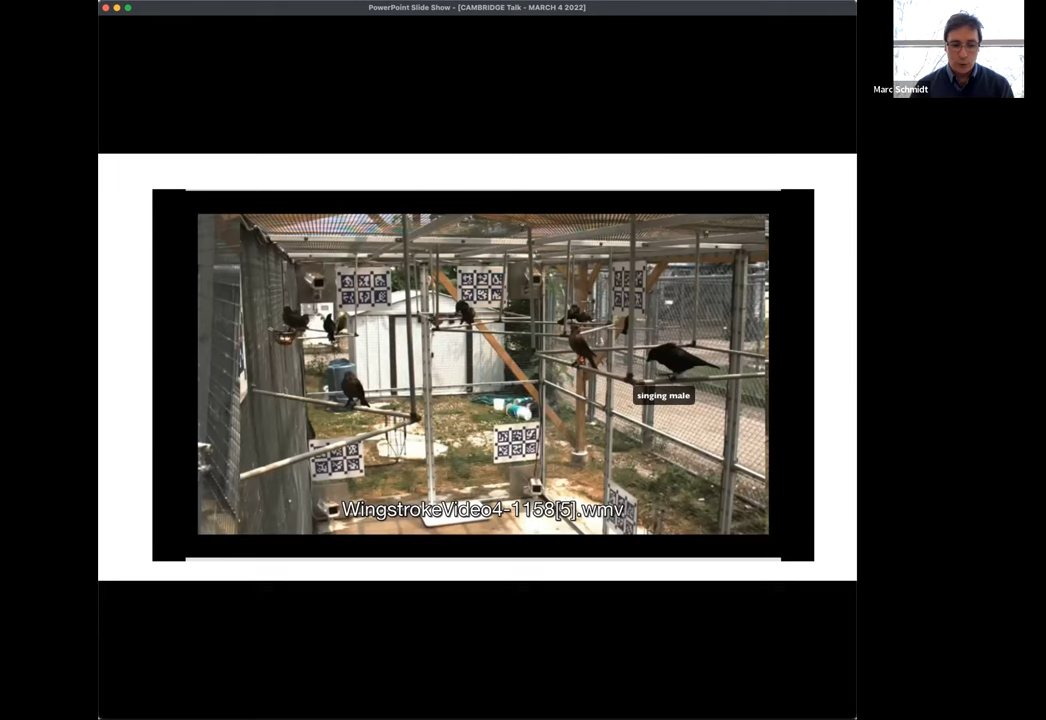 PowerPoint Slide Show - [CAMBRIDGE Talk - MARCH 4 2022]
Marc Schmidt
singing male
WingstrokeVideo4-1158[5].wmv